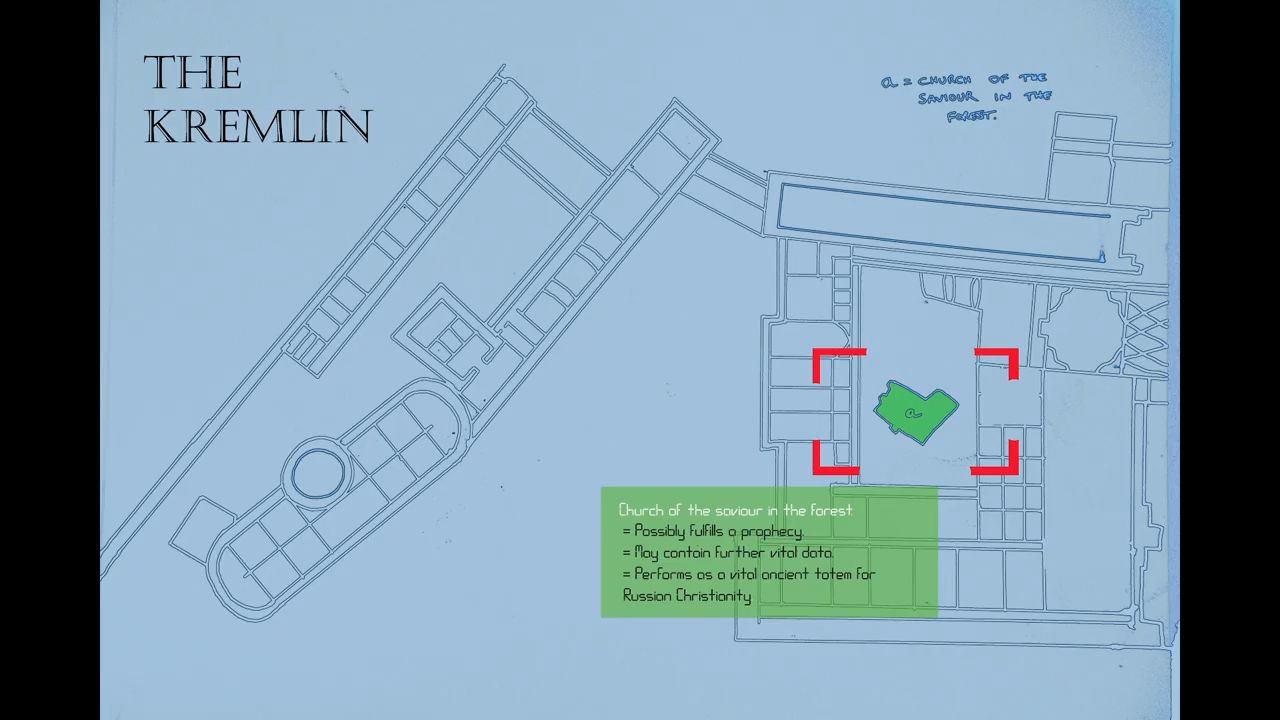 THE
KREMLIN
a = CHURCH OF THE
SAVIOUR IN THE
FOREST.
a
Church of the saviour in the forest
= Possibly fulfills a prophecy.
= May contain further vital data.
= Performs as a vital ancient totem for
Russian Christianity